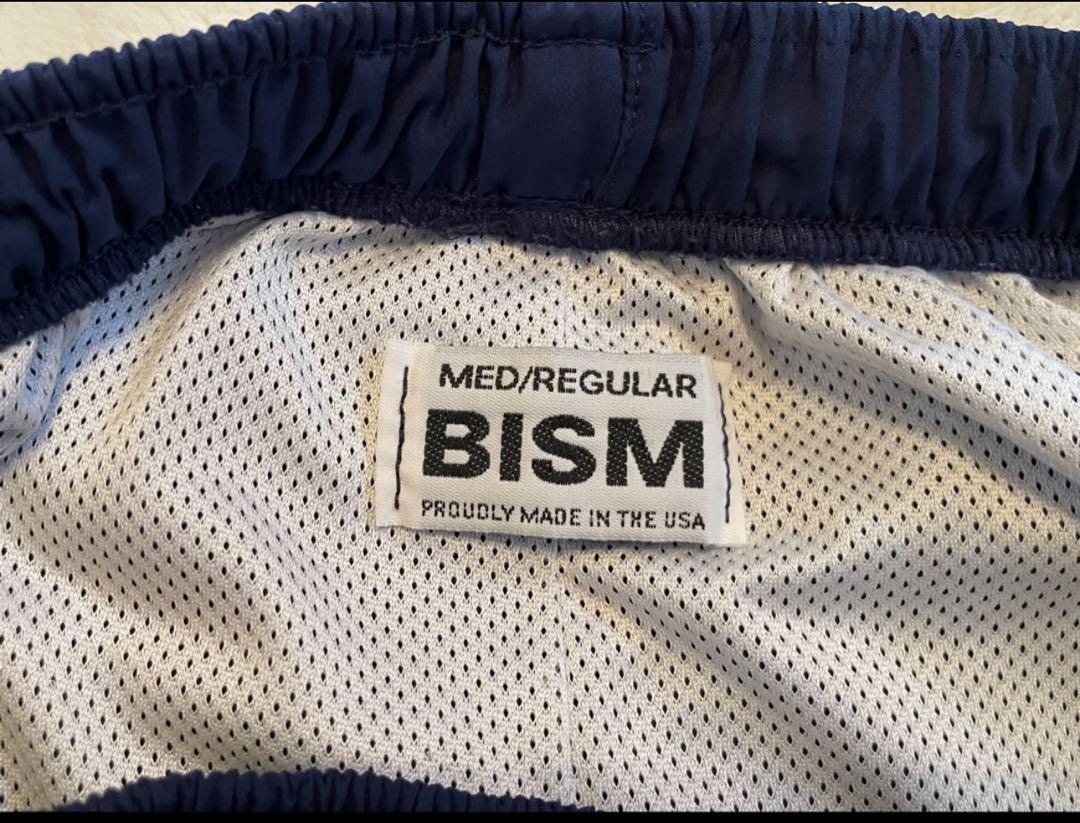 MED/REGULAR
BISM
PROUDLY MADE IN THE USA